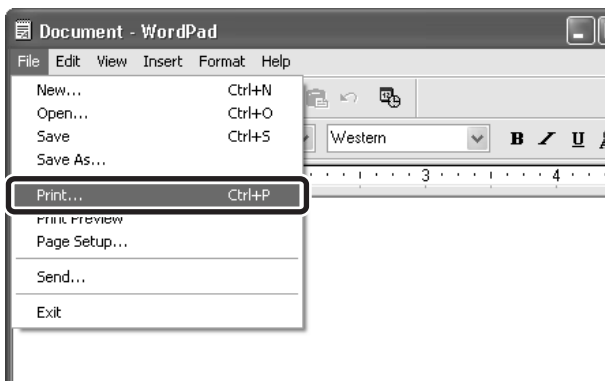 Document - WordPad
File Edit View Insert Format Help
New... Ctrl+N
Open... Ctrl+O
Save Ctrl+S
Save As...
Western B I U
Print... Ctrl+P
3 4
Print Preview
Page Setup...
Send...
Exit